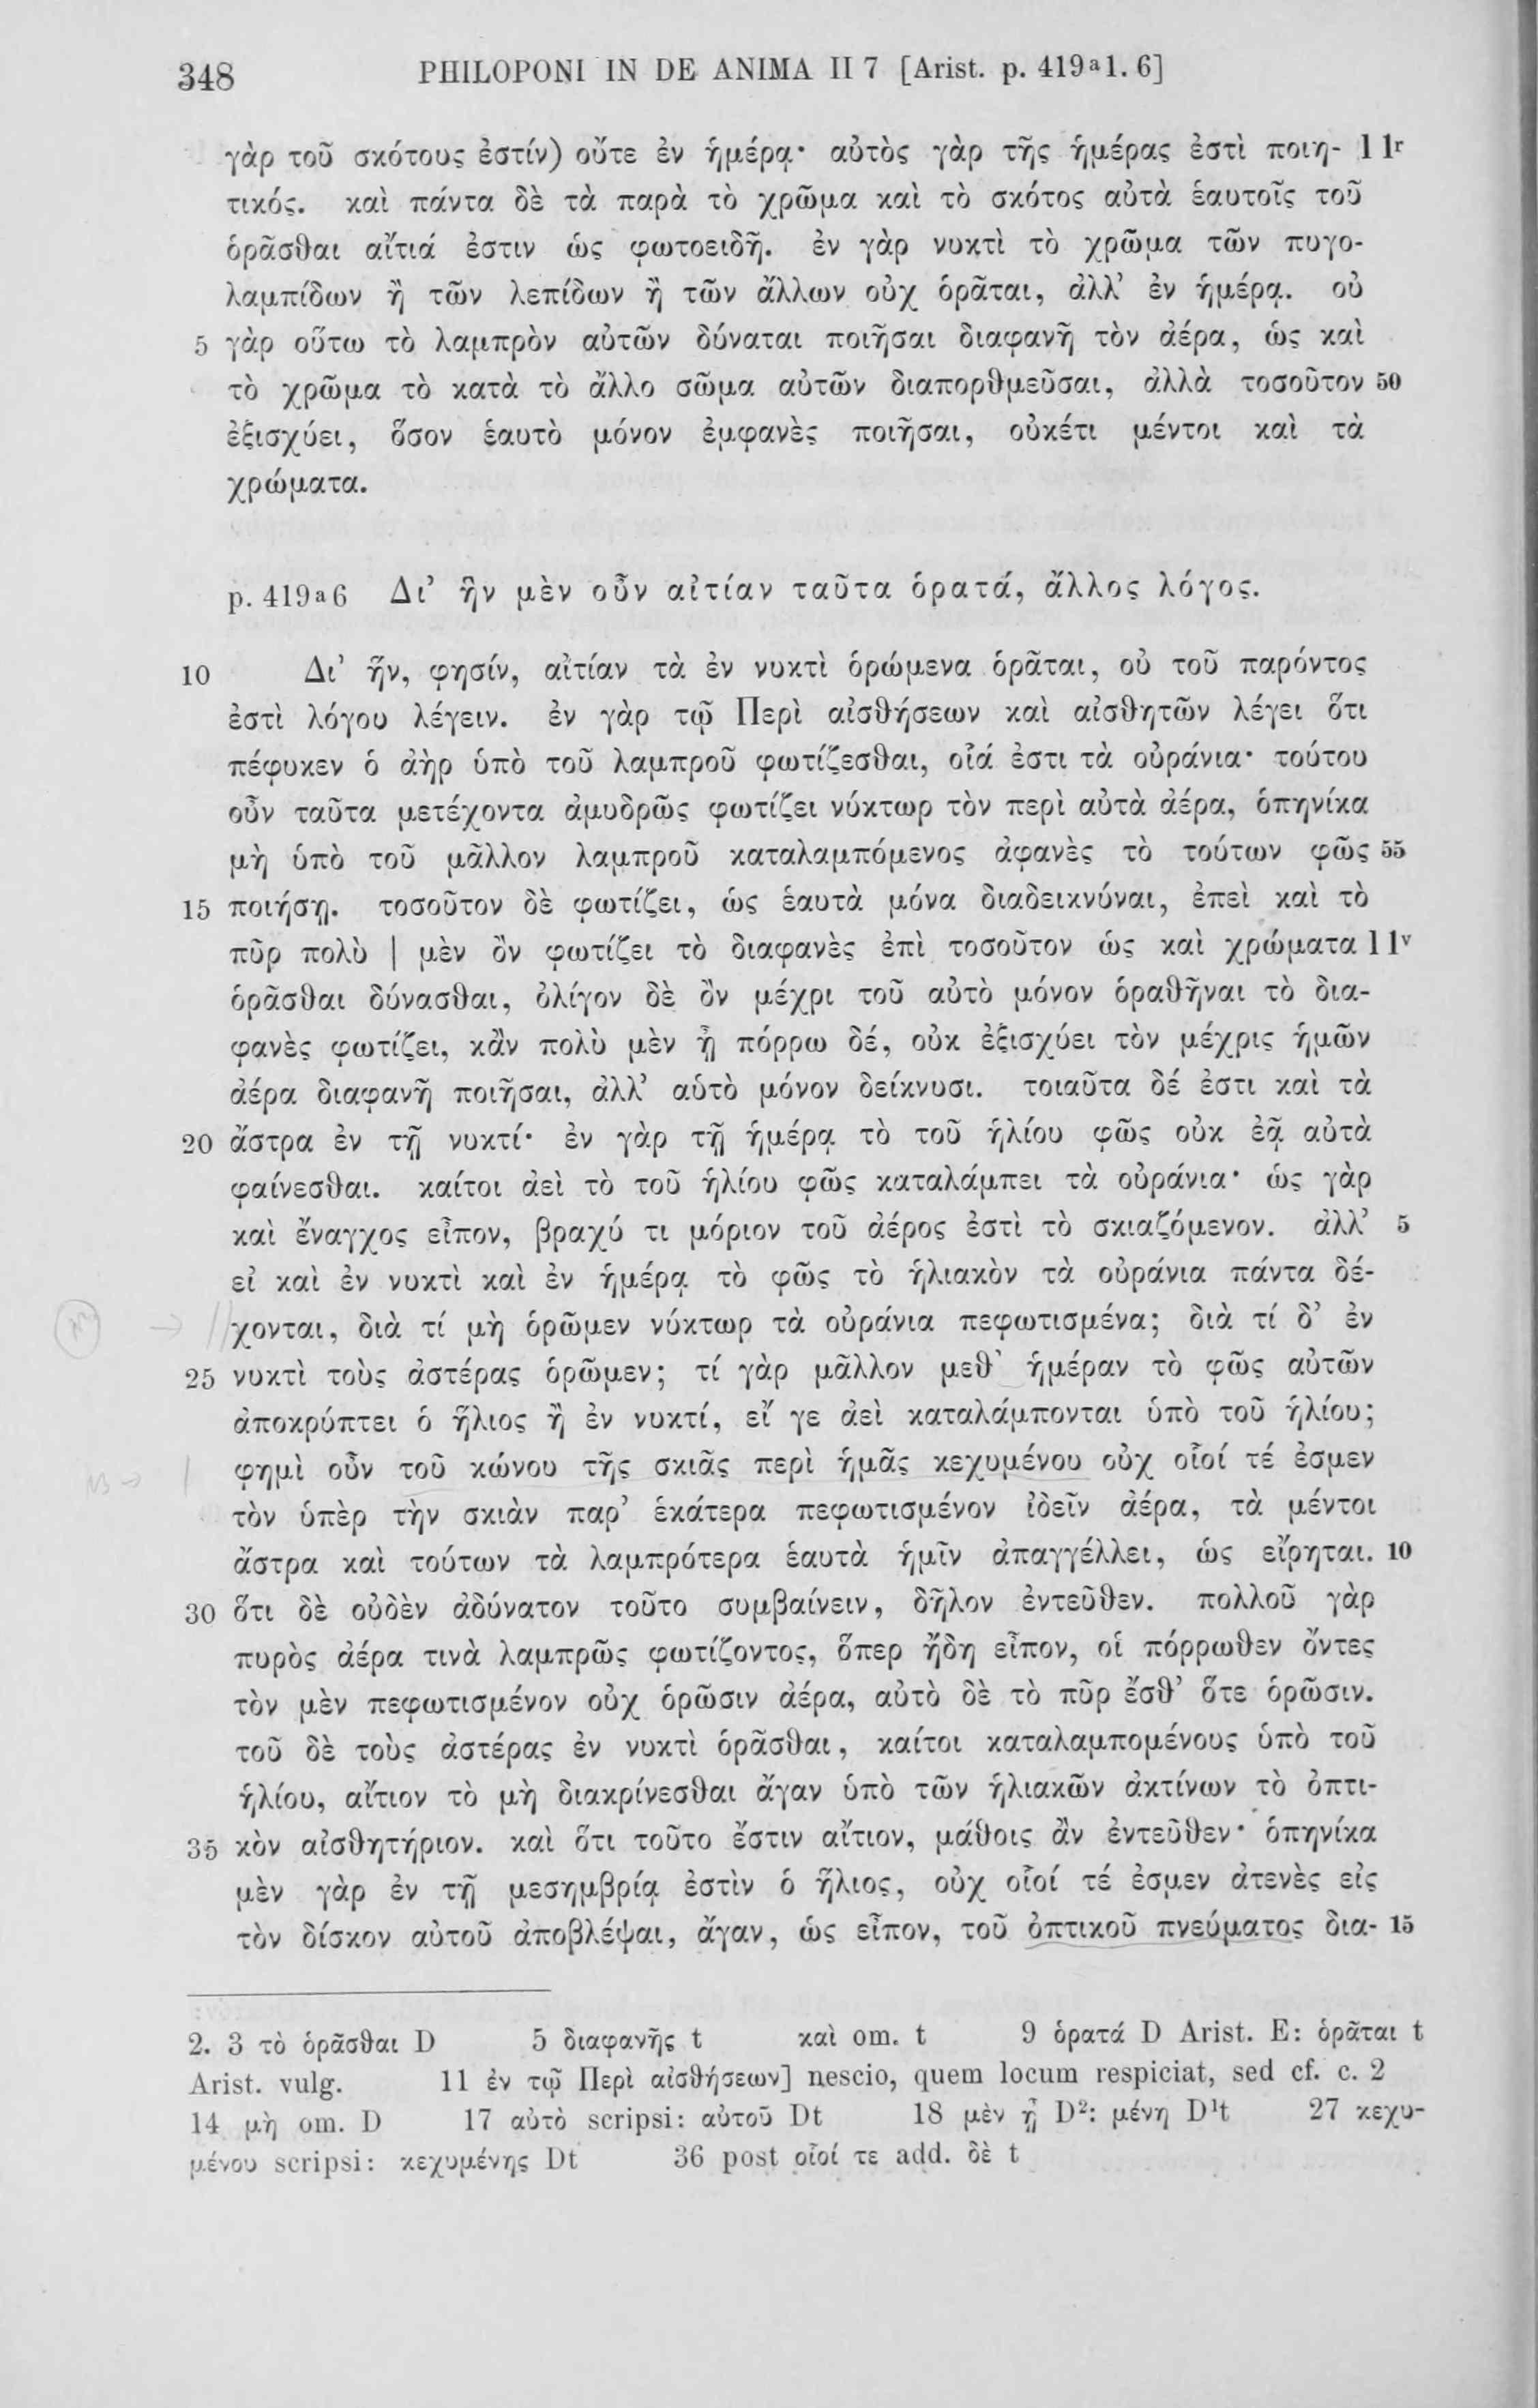 348 PHILOPONI IN DE ANIMA II 7 [Arist. p. 419ᵃ1. 6]
γὰρ τοῦ σκότους ἐστίν) οὔτε ἐν ἡμέρᾳ· αὐτὸς γὰρ τῆς ἡμέρας ἐστὶ ποιη- 11ʳ
τικός. καὶ πάντα δὲ τὰ παρὰ τὸ χρῶμα καὶ τὸ σκότος αὐτὰ ἑαυτοῖς τοῦ
ὁρᾶσθαι αἴτιά ἐστιν ὡς φωτοειδῆ. ἐν γὰρ νυκτὶ τὸ χρῶμα τῶν πυγο-
λαμπίδων ἢ τῶν λεπίδων ἢ τῶν ἄλλων οὐχ ὁρᾶται, ἀλλ’ ἐν ἡμέρᾳ. οὐ
5 γὰρ οὕτω τὸ λαμπρὸν αὐτῶν δύναται ποιῆσαι διαφανῆ τὸν ἀέρα, ὡς καὶ
τὸ χρῶμα τὸ κατὰ τὸ ἄλλο σῶμα αὐτῶν διαπορθμεῦσαι, ἀλλὰ τοσοῦτον 50
ἐξισχύει, ὅσον ἑαυτὸ μόνον ἐμφανὲς ποιῆσαι, οὐκέτι μέντοι καὶ τὰ
χρώματα.
p. 419ᵃ6 Δι’ ἣν μὲν οὖν αἰτίαν ταῦτα ὁρατά, ἄλλος λόγος.
10 Δι’ ἥν, φησίν, αἰτίαν τὰ ἐν νυκτὶ ὁρώμενα ὁρᾶται, οὐ τοῦ παρόντος
ἐστὶ λόγου λέγειν. ἐν γὰρ τῷ Περὶ αἰσθήσεων καὶ αἰσθητῶν λέγει ὅτι
πέφυκεν ὁ ἀὴρ ὑπὸ τοῦ λαμπροῦ φωτίζεσθαι, οἷά ἐστι τὰ οὐράνια· τούτου
οὖν ταῦτα μετέχοντα ἀμυδρῶς φωτίζει νύκτωρ τὸν περὶ αὐτὰ ἀέρα, ὁπηνίκα
μὴ ὑπὸ τοῦ μᾶλλον λαμπροῦ καταλαμπόμενος ἀφανὲς τὸ τούτων φῶς 55
15 ποιήσῃ. τοσοῦτον δὲ φωτίζει, ὡς ἑαυτὰ μόνα διαδεικνύναι, ἐπεὶ καὶ τὸ
πῦρ πολὺ | μὲν ὂν φωτίζει τὸ διαφανὲς ἐπὶ τοσοῦτον ὡς καὶ χρώματα 11ᵛ
ὁρᾶσθαι δύνασθαι, ὀλίγον δὲ ὂν μέχρι τοῦ αὐτὸ μόνον ὁραθῆναι τὸ δια-
φανὲς φωτίζει, κἂν πολὺ μὲν ᾖ πόρρω δέ, οὐκ ἐξισχύει τὸν μέχρις ἡμῶν
ἀέρα διαφανῆ ποιῆσαι, ἀλλ’ αὑτὸ μόνον δείκνυσι. τοιαῦτα δέ ἐστι καὶ τὰ
20 ἄστρα ἐν τῇ νυκτί· ἐν γὰρ τῇ ἡμέρᾳ τὸ τοῦ ἡλίου φῶς οὐκ ἐᾷ αὐτὰ
φαίνεσθαι. καίτοι ἀεὶ τὸ τοῦ ἡλίου φῶς καταλάμπει τὰ οὐράνια· ὡς γὰρ
καὶ ἔναγχος εἶπον, βραχύ τι μόριον τοῦ ἀέρος ἐστὶ τὸ σκιαζόμενον. ἀλλ’ 5
εἰ καὶ ἐν νυκτὶ καὶ ἐν ἡμέρᾳ τὸ φῶς τὸ ἡλιακὸν τὰ οὐράνια πάντα δέ-
χονται, διὰ τί μὴ ὁρῶμεν νύκτωρ τὰ οὐράνια πεφωτισμένα; διὰ τί δ’ ἐν
25 νυκτὶ τοὺς ἀστέρας ὁρῶμεν; τί γὰρ μᾶλλον μεθ’ ἡμέραν τὸ φῶς αὐτῶν
ἀποκρύπτει ὁ ἥλιος ἢ ἐν νυκτί, εἴ γε ἀεὶ καταλάμπονται ὑπὸ τοῦ ἡλίου;
φημὶ οὖν τοῦ κώνου τῆς σκιᾶς περὶ ἡμᾶς κεχυμένου οὐχ οἷοί τέ ἐσμεν
τὸν ὑπὲρ τὴν σκιὰν παρ’ ἑκάτερα πεφωτισμένον ἰδεῖν ἀέρα, τὰ μέντοι
ἄστρα καὶ τούτων τὰ λαμπρότερα ἑαυτὰ ἡμῖν ἀπαγγέλλει, ὡς εἴρηται. 10
30 ὅτι δὲ οὐδὲν ἀδύνατον τοῦτο συμβαίνειν, δῆλον ἐντεῦθεν. πολλοῦ γὰρ
πυρὸς ἀέρα τινὰ λαμπρῶς φωτίζοντος, ὅπερ ἤδη εἶπον, οἱ πόρρωθεν ὄντες
τὸν μὲν πεφωτισμένον οὐχ ὁρῶσιν ἀέρα, αὐτὸ δὲ τὸ πῦρ ἔσθ’ ὅτε ὁρῶσιν.
τοῦ δὲ τοὺς ἀστέρας ἐν νυκτὶ ὁρᾶσθαι, καίτοι καταλαμπομένους ὑπὸ τοῦ
ἡλίου, αἴτιον τὸ μὴ διακρίνεσθαι ἄγαν ὑπὸ τῶν ἡλιακῶν ἀκτίνων τὸ ὀπτι-
35 κὸν αἰσθητήριον. καὶ ὅτι τοῦτο ἔστιν αἴτιον, μάθοις ἂν ἐντεῦθεν· ὁπηνίκα
μὲν γὰρ ἐν τῇ μεσημβρίᾳ ἐστὶν ὁ ἥλιος, οὐχ οἷοί τέ ἐσμεν ἀτενὲς εἰς
τὸν δίσκον αὐτοῦ ἀποβλέψαι, ἄγαν, ὡς εἶπον, τοῦ ὀπτικοῦ πνεύματος δια- 15
2. 3 τὸ ὁρᾶσθαι D 5 διαφανῆς t καὶ om. t 9 ὁρατά D Arist. E: ὁρᾶται t
Arist. vulg. 11 ἐν τῷ Περὶ αἰσθήσεων] nescio, quem locum respiciat, sed cf. c. 2
14 μὴ om. D 17 αὐτὸ scripsi: αὐτοῦ Dt 18 μὲν ᾖ D²: μένη D¹t 27 κεχυ-
μένου scripsi: κεχυμένης Dt 36 post οἷοί τε add. δὲ t